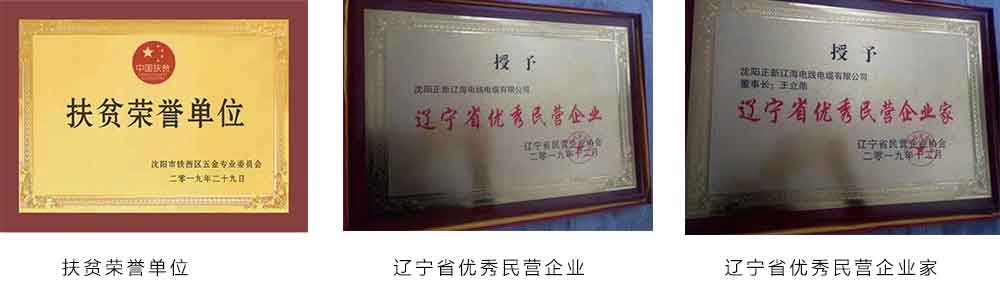 中国扶贫
扶贫荣誉单位
沈阳市铁西区五金专业委员会
二零一九年二十九日
扶贫荣誉单位
授予
沈阳正新辽海电线电缆有限公司
辽宁省优秀民营企业
辽宁省民营企业协会
二零一九年十二月
辽宁省优秀民营企业
授予
沈阳正新辽海电线电缆有限公司
董事长：王立勋
辽宁省优秀民营企业家
辽宁省民营企业协会
二零一九年十二月
辽宁省优秀民营企业家